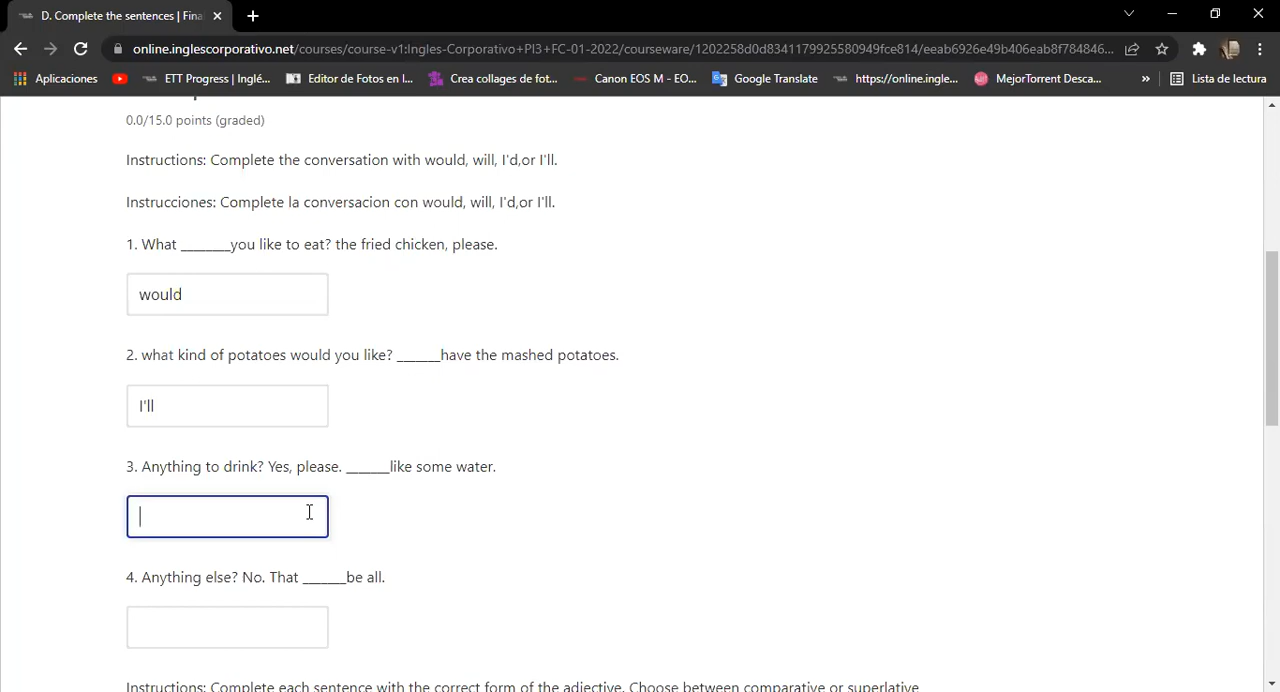 D. Complete the sentences | Fina
online.inglescorporativo.net/courses/course-v1:Ingles-Corporativo+PI3+FC-01-2022/courseware/1202258d0d8341179925580949fce814/eeab6926e49b406eab8f784846...
Aplicaciones ETT Progress | Inglé... Editor de Fotos en l... Crea collages de fot... Canon EOS M - EO... Google Translate https://online.ingle... MejorTorrent Desca... » Lista de lectura
0.0/15.0 points (graded)
Instructions: Complete the conversation with would, will, I'd,or I'll.
Instrucciones: Complete la conversacion con would, will, I'd,or I'll.
1. What _______you like to eat? the fried chicken, please.
would
2. what kind of potatoes would you like? ______have the mashed potatoes.
I'll
3. Anything to drink? Yes, please. ______like some water.
4. Anything else? No. That ______be all.
Instructions: Complete each sentence with the correct form of the adjective. Choose between comparative or superlative